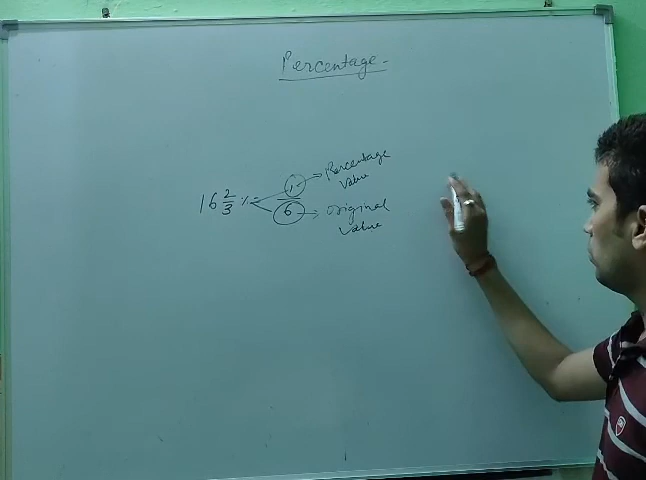 Percentage -
16 2/3 % = 1/6
→ Percentage
value
→ original
value